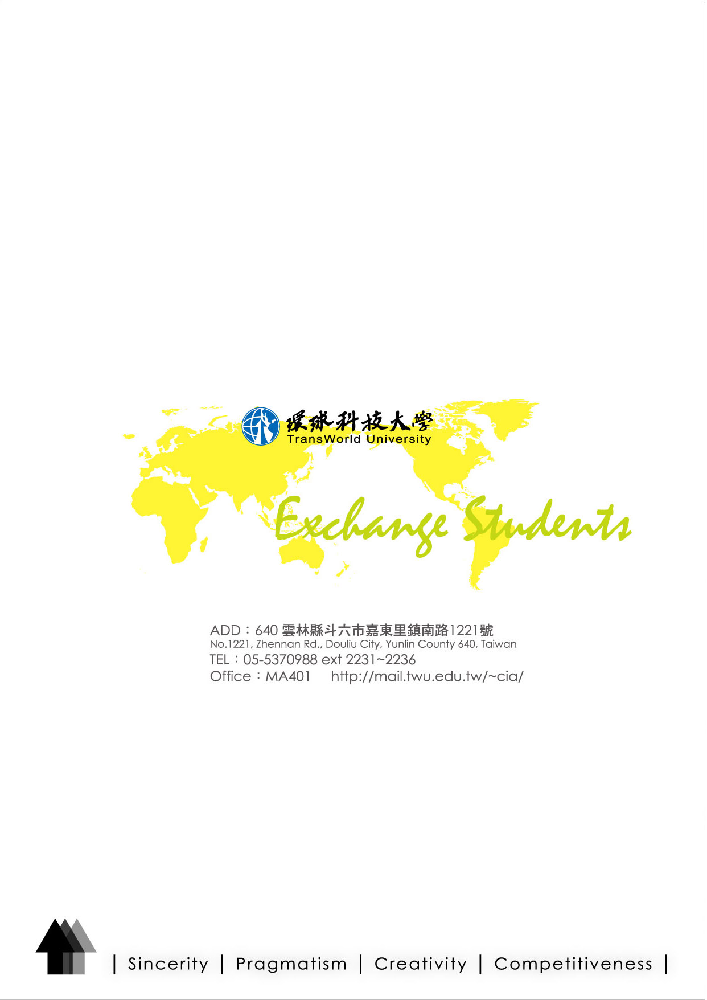 環球科技大學
TransWorld University
Exchange Students
ADD：640 雲林縣斗六市嘉東里鎮南路1221號
No.1221, Zhennan Rd., Douliu City, Yunlin County 640, Taiwan
TEL：05-5370988 ext 2231~2236
Office：MA401 http://mail.twu.edu.tw/~cia/
| Sincerity | Pragmatism | Creativity | Competitiveness |